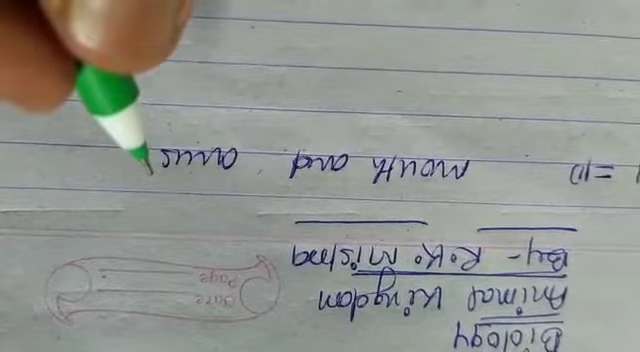 Biology
Animal Kingdom
By- R.K. Mishra
Date
Page
mouth and anus